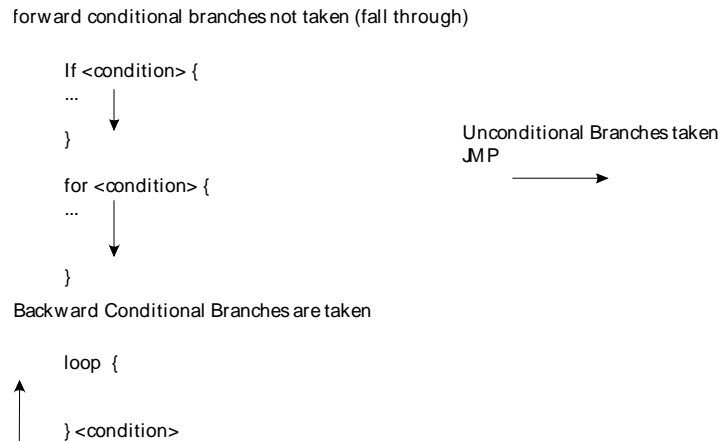 forward conditional branches not taken (fall through)
If <condition> {
...
}
Unconditional Branches taken
JMP
for <condition> {
...
}
Backward Conditional Branches are taken
loop {
} <condition>